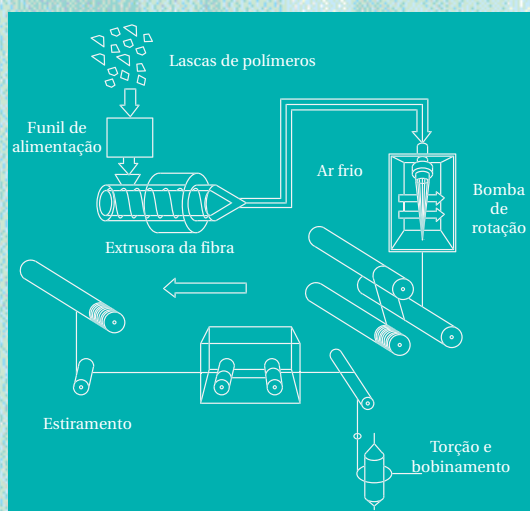 Lascas de polímeros
Funil de
alimentação
Ar frio
Bomba
de
rotação
Extrusora da fibra
Estiramento
Torção e
bobinamento